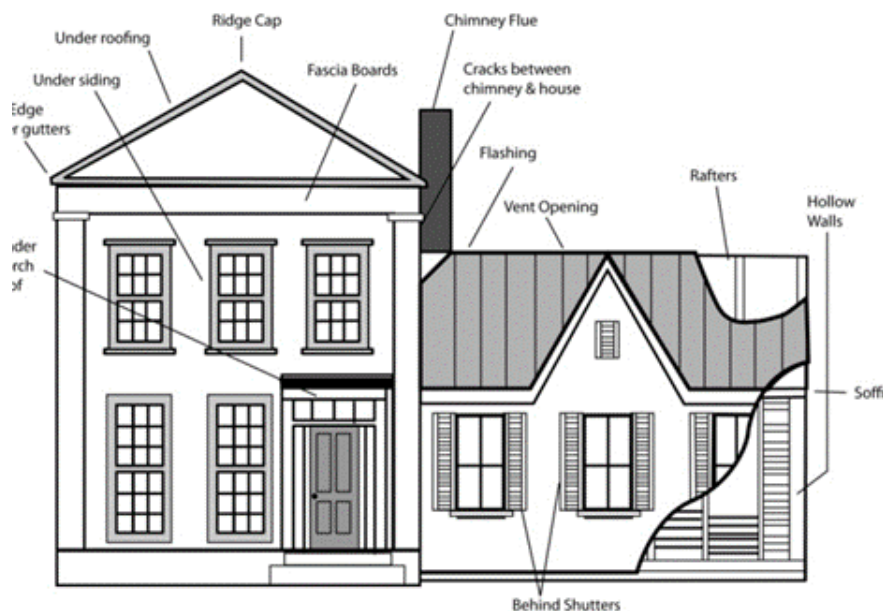 Ridge Cap
Chimney Flue
Under roofing
Fascia Boards
Cracks between
chimney & house
Under siding
Edge
gutters
Flashing
Rafters
Vent Opening
Hollow
Walls
Behind Shutters